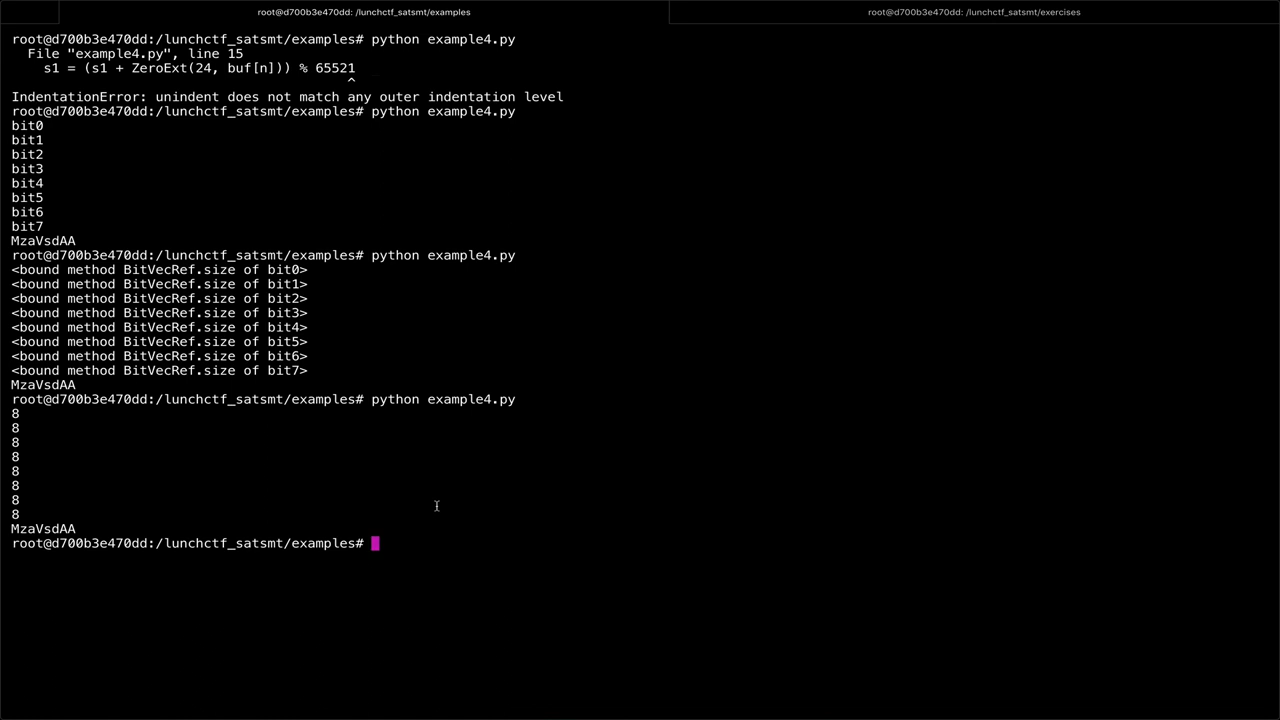 root@d700b3e470dd: /lunchctf_satsmt/examples
root@d700b3e470dd: /lunchctf_satsmt/exercises
root@d700b3e470dd:/lunchctf_satsmt/examples# python example4.py
  File "example4.py", line 15
    s1 = (s1 + ZeroExt(24, buf[n])) % 65521
                                          ^
IndentationError: unindent does not match any outer indentation level
root@d700b3e470dd:/lunchctf_satsmt/examples# python example4.py
bit0
bit1
bit2
bit3
bit4
bit5
bit6
bit7
MzaVsdAA
root@d700b3e470dd:/lunchctf_satsmt/examples# python example4.py
<bound method BitVecRef.size of bit0>
<bound method BitVecRef.size of bit1>
<bound method BitVecRef.size of bit2>
<bound method BitVecRef.size of bit3>
<bound method BitVecRef.size of bit4>
<bound method BitVecRef.size of bit5>
<bound method BitVecRef.size of bit6>
<bound method BitVecRef.size of bit7>
MzaVsdAA
root@d700b3e470dd:/lunchctf_satsmt/examples# python example4.py
8
8
8
8
8
8
8
8
MzaVsdAA
root@d700b3e470dd:/lunchctf_satsmt/examples#